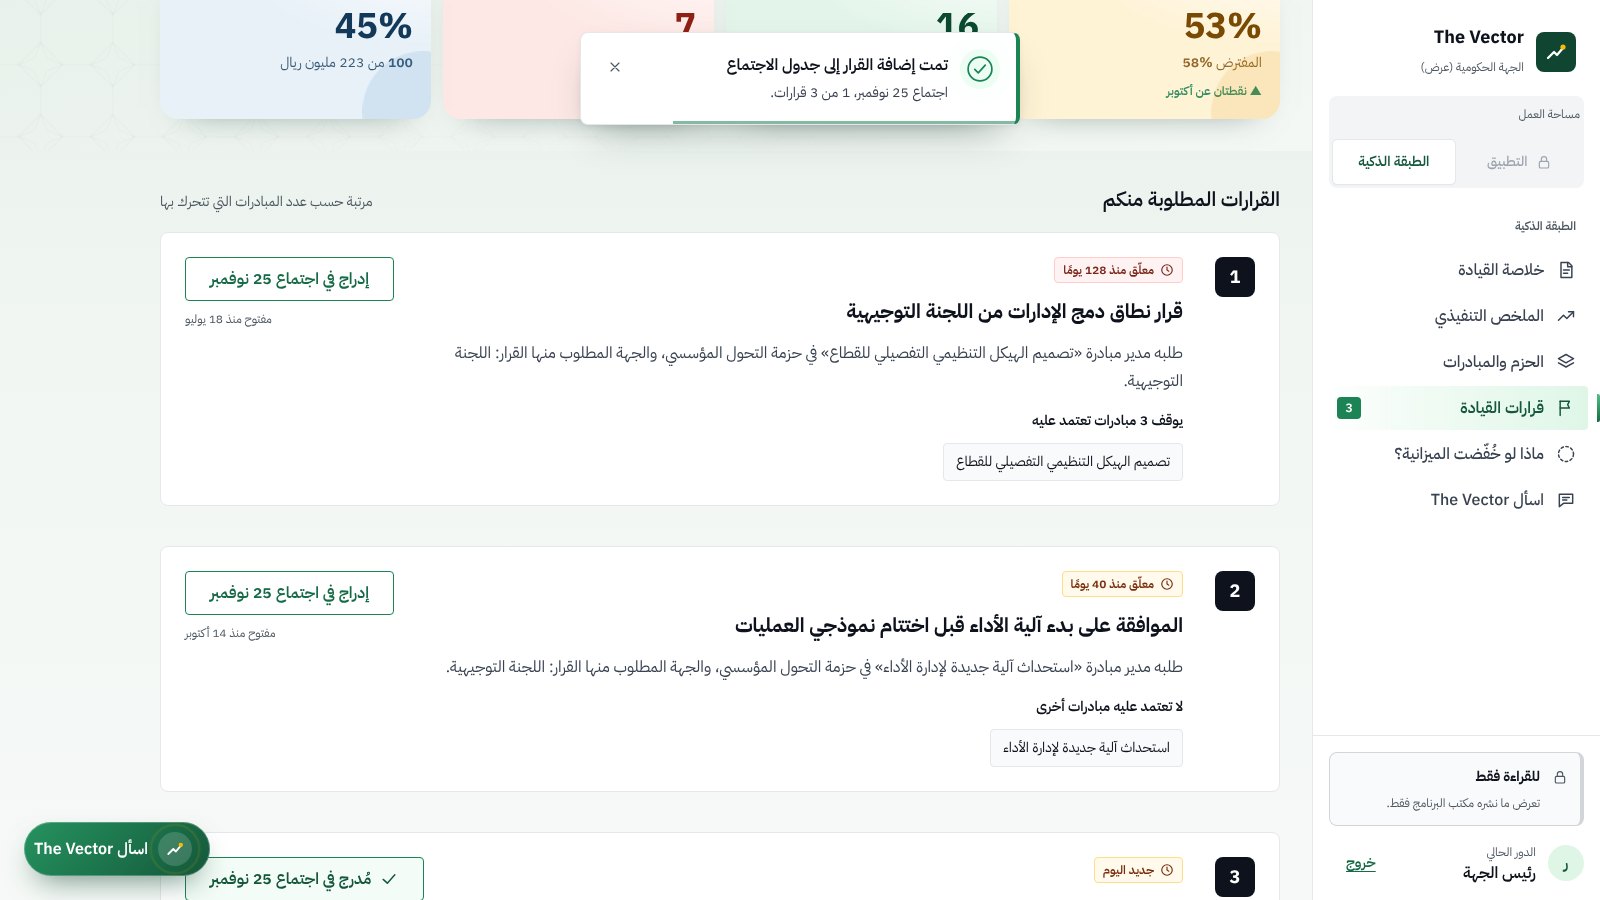 The Vector
الجهة الحكومية (عرض)
مساحة العمل
التطبيق
الطبقة الذكية
الطبقة الذكية
خلاصة القيادة
الملخص التنفيذي
الحزم والمبادرات
قرارات القيادة
3
ماذا لو خُفّضت الميزانية؟
اسأل The Vector
للقراءة فقط
تعرض ما نشره مكتب البرنامج فقط.
ر
الدور الحالي
رئيس الجهة
خروج
53%
المفترض 58%
▲ نقطتان عن أكتوبر
16
7
45%
100 من 223 مليون ريال
تمت إضافة القرار إلى جدول الاجتماع
اجتماع 25 نوفمبر، 1 من 3 قرارات.
القرارات المطلوبة منكم
مرتبة حسب عدد المبادرات التي تتحرك بها
1
معلّق منذ 128 يومًا
قرار نطاق دمج الإدارات من اللجنة التوجيهية
طلبه مدير مبادرة «تصميم الهيكل التنظيمي التفصيلي للقطاع» في حزمة التحول المؤسسي، والجهة المطلوب منها القرار: اللجنة
التوجيهية.
يوقف 3 مبادرات تعتمد عليه
تصميم الهيكل التنظيمي التفصيلي للقطاع
إدراج في اجتماع 25 نوفمبر
مفتوح منذ 18 يوليو
2
معلّق منذ 40 يومًا
الموافقة على بدء آلية الأداء قبل اختتام نموذجي العمليات
طلبه مدير مبادرة «استحداث آلية جديدة لإدارة الأداء» في حزمة التحول المؤسسي، والجهة المطلوب منها القرار: اللجنة التوجيهية.
لا تعتمد عليه مبادرات أخرى
استحداث آلية جديدة لإدارة الأداء
إدراج في اجتماع 25 نوفمبر
مفتوح منذ 14 أكتوبر
3
جديد اليوم
مُدرج في اجتماع 25 نوفمبر
اسأل The Vector